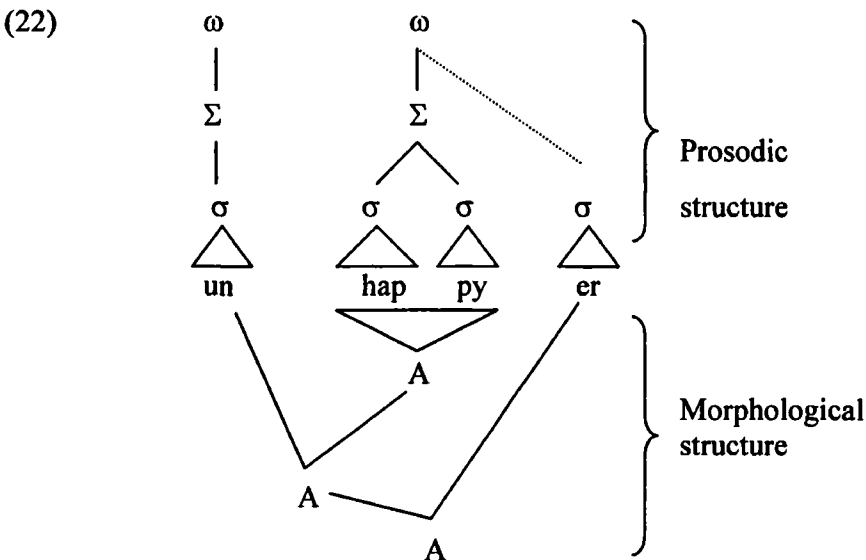 (22) ω ω
Σ Σ
Prosodic
σ σ σ σ structure
un hap py er
A
Morphological
structure
A
A